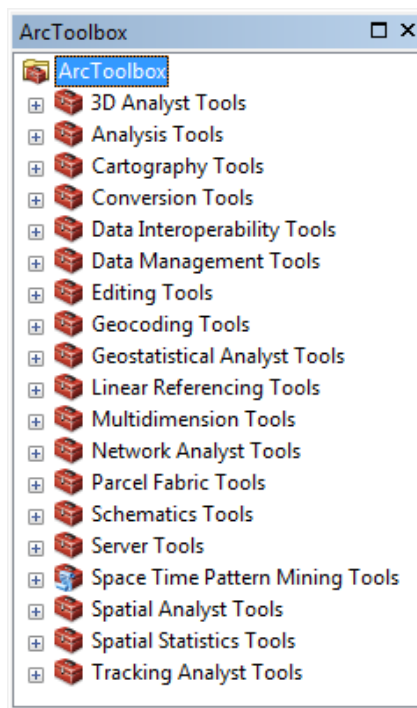 ArcToolbox
ArcToolbox
3D Analyst Tools
Analysis Tools
Cartography Tools
Conversion Tools
Data Interoperability Tools
Data Management Tools
Editing Tools
Geocoding Tools
Geostatistical Analyst Tools
Linear Referencing Tools
Multidimension Tools
Network Analyst Tools
Parcel Fabric Tools
Schematics Tools
Server Tools
Space Time Pattern Mining Tools
Spatial Analyst Tools
Spatial Statistics Tools
Tracking Analyst Tools